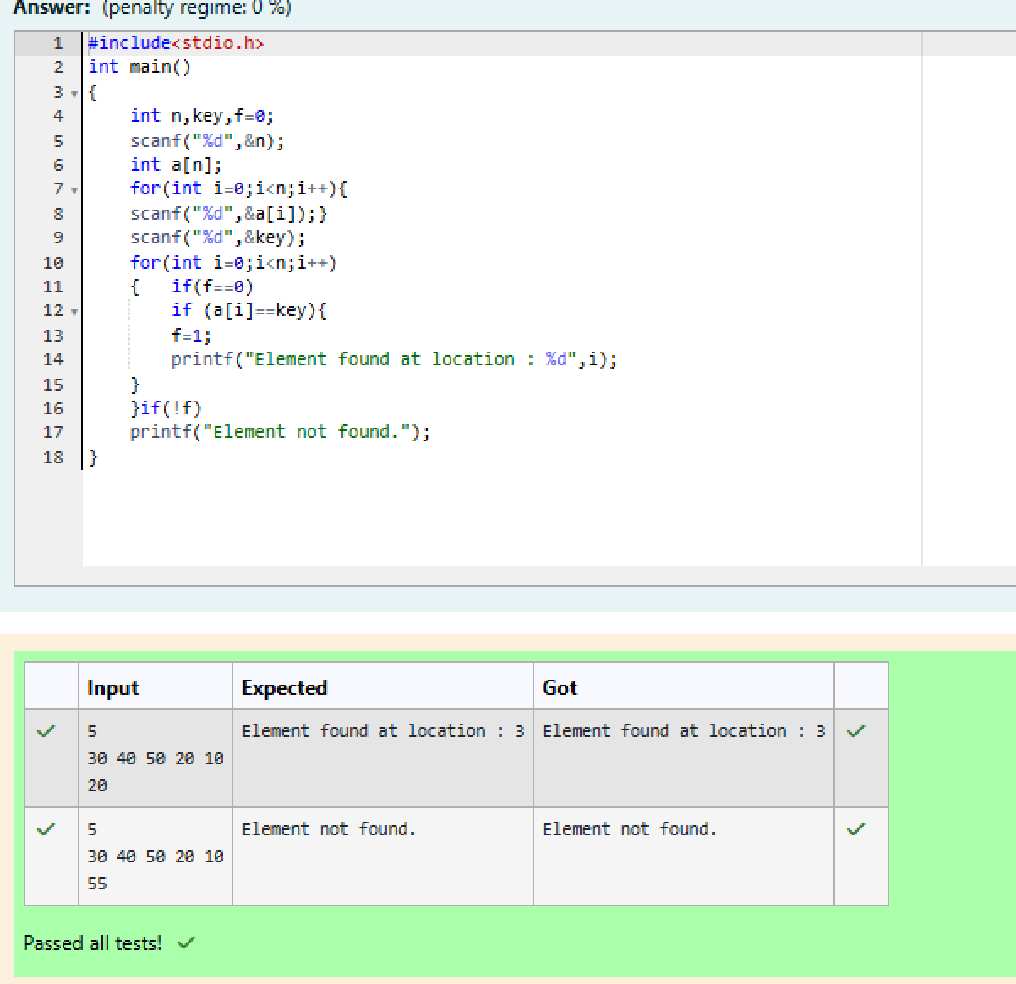 Answer: (penalty regime: 0 %)
1 #include<stdio.h>
2 int main()
3 {
4 int n,key,f=0;
5 scanf("%d",&n);
6 int a[n];
7 for(int i=0;i<n;i++){
8 scanf("%d",&a[i]);}
9 scanf("%d",&key);
10 for(int i=0;i<n;i++)
11 { if(f==0)
12 if (a[i]==key){
13 f=1;
14 printf("Element found at location : %d",i);
15 }
16 }if(!f)
17 printf("Element not found.");
18 }
Input Expected Got
5 Element found at location : 3 Element found at location : 3
30 40 50 20 10
20
5 Element not found. Element not found.
30 40 50 20 10
55
Passed all tests!